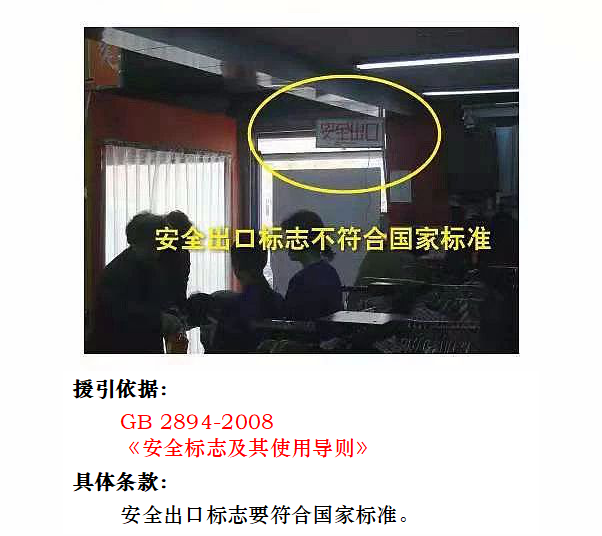 安全出口
安全出口标志不符合国家标准
援引依据：
GB 2894-2008
《安全标志及其使用导则》
具体条款：
安全出口标志要符合国家标准。